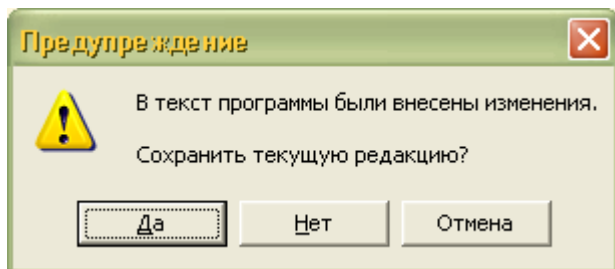 Предупреждение
В текст программы были внесены изменения.
Сохранить текущую редакцию?
Да Нет Отмена